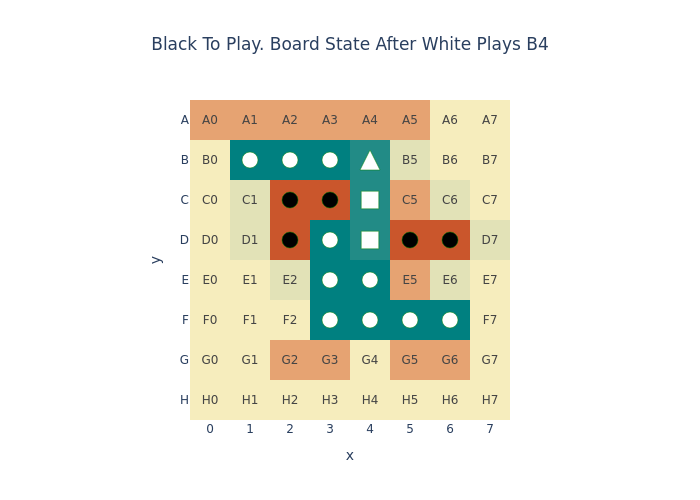 Black To Play. Board State After White Plays B4
A A0 A1 A2 A3 A4 A5 A6 A7
B B0 B5 B6 B7
C C0 C1 C5 C6 C7
D D0 D1 D7
E E0 E1 E2 E5 E6 E7
F F0 F1 F2 F7
G G0 G1 G2 G3 G4 G5 G6 G7
H H0 H1 H2 H3 H4 H5 H6 H7
0 1 2 3 4 5 6 7
x
y